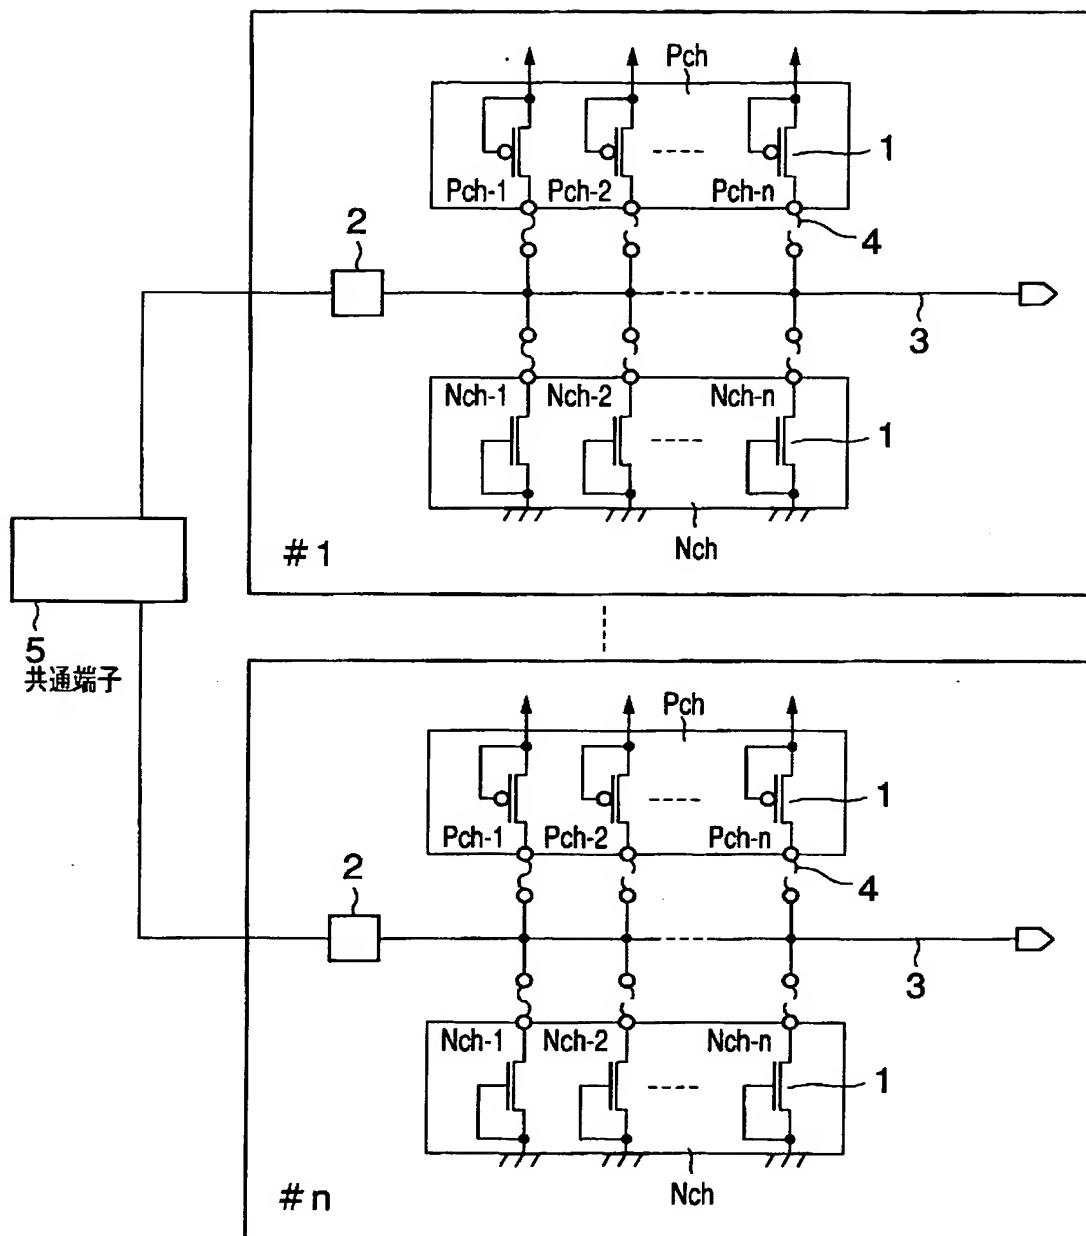 Pch
Pch-1 Pch-2 Pch-n 1
4
2
3
Nch-1 Nch-2 Nch-n
1
Nch
#1
5
共通端子
Pch
Pch-1 Pch-2 Pch-n 1
4
2
3
Nch-1 Nch-2 Nch-n
1
Nch
#n